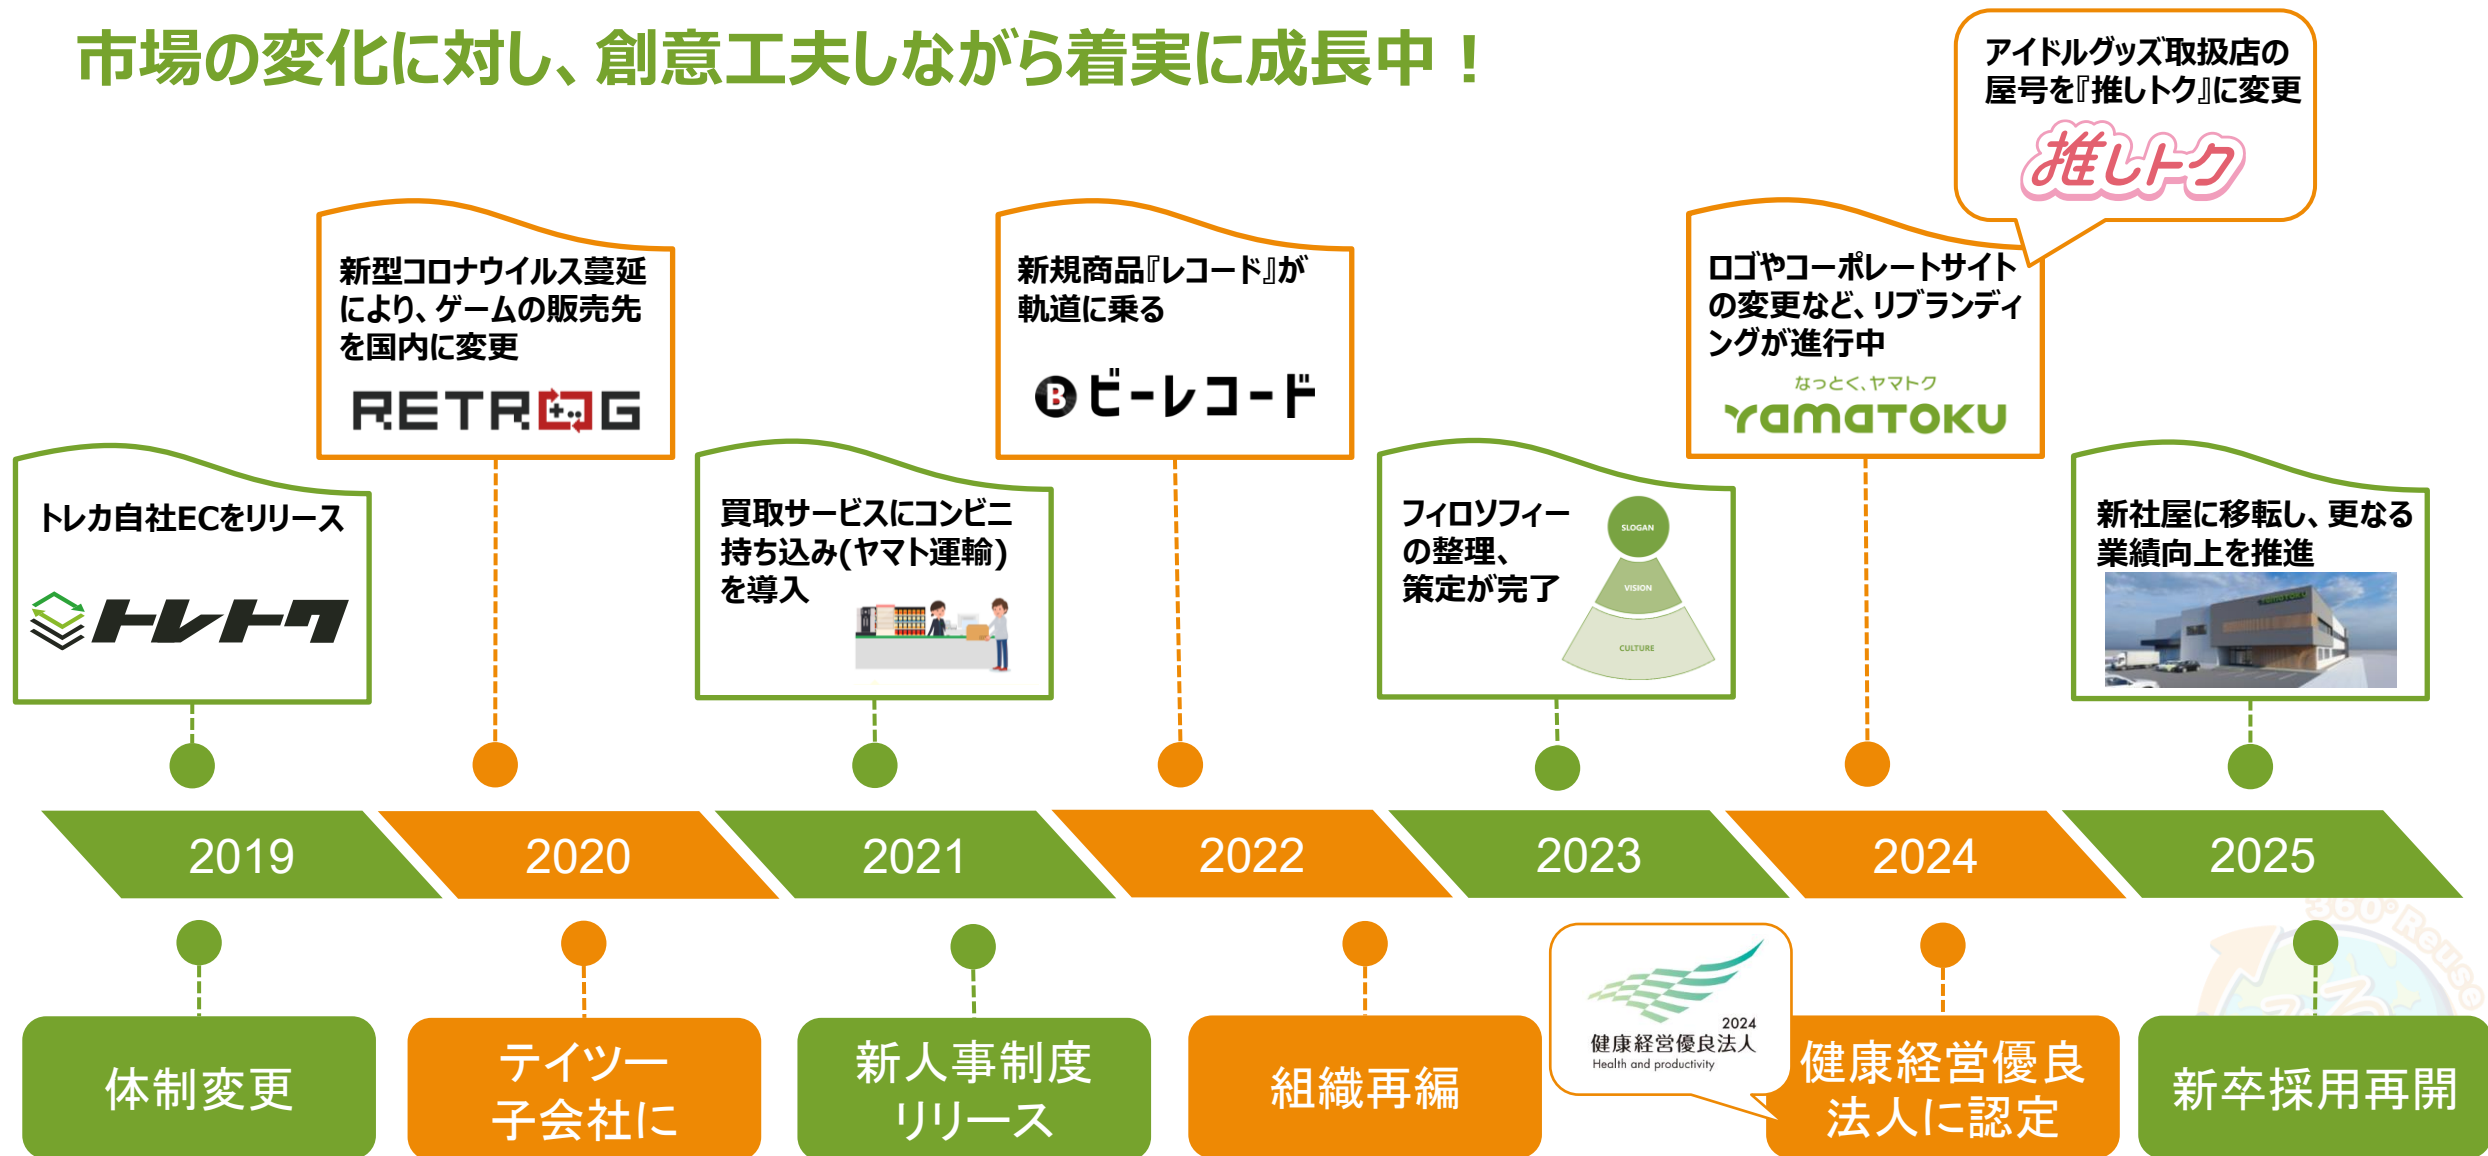 市場の変化に対し、創意工夫しながら着実に成長中！
アイドルグッズ取扱店の
屋号を『推しトク』に変更
推しトク
新型コロナウイルス蔓延
により、ゲームの販売先
を国内に変更
RETROG
新規商品『レコード』が
軌道に乗る
B ビーレコード
ロゴやコーポレートサイト
の変更など、リブランディ
ングが進行中
なっとく、ヤマトク
YAMATOKU
トレカ自社ECをリリース
トレトク
買取サービスにコンビニ
持ち込み(ヤマト運輸)
を導入
フィロソフィー
の整理、
策定が完了
SLOGAN
VISION
CULTURE
新社屋に移転し、更なる
業績向上を推進
YAMATOKU
2019
2020
2021
2022
2023
2024
2025
360° Reuse
体制変更
テイツー
子会社に
新人事制度
リリース
組織再編
2024
健康経営優良法人
Health and productivity
健康経営優良
法人に認定
新卒採用再開